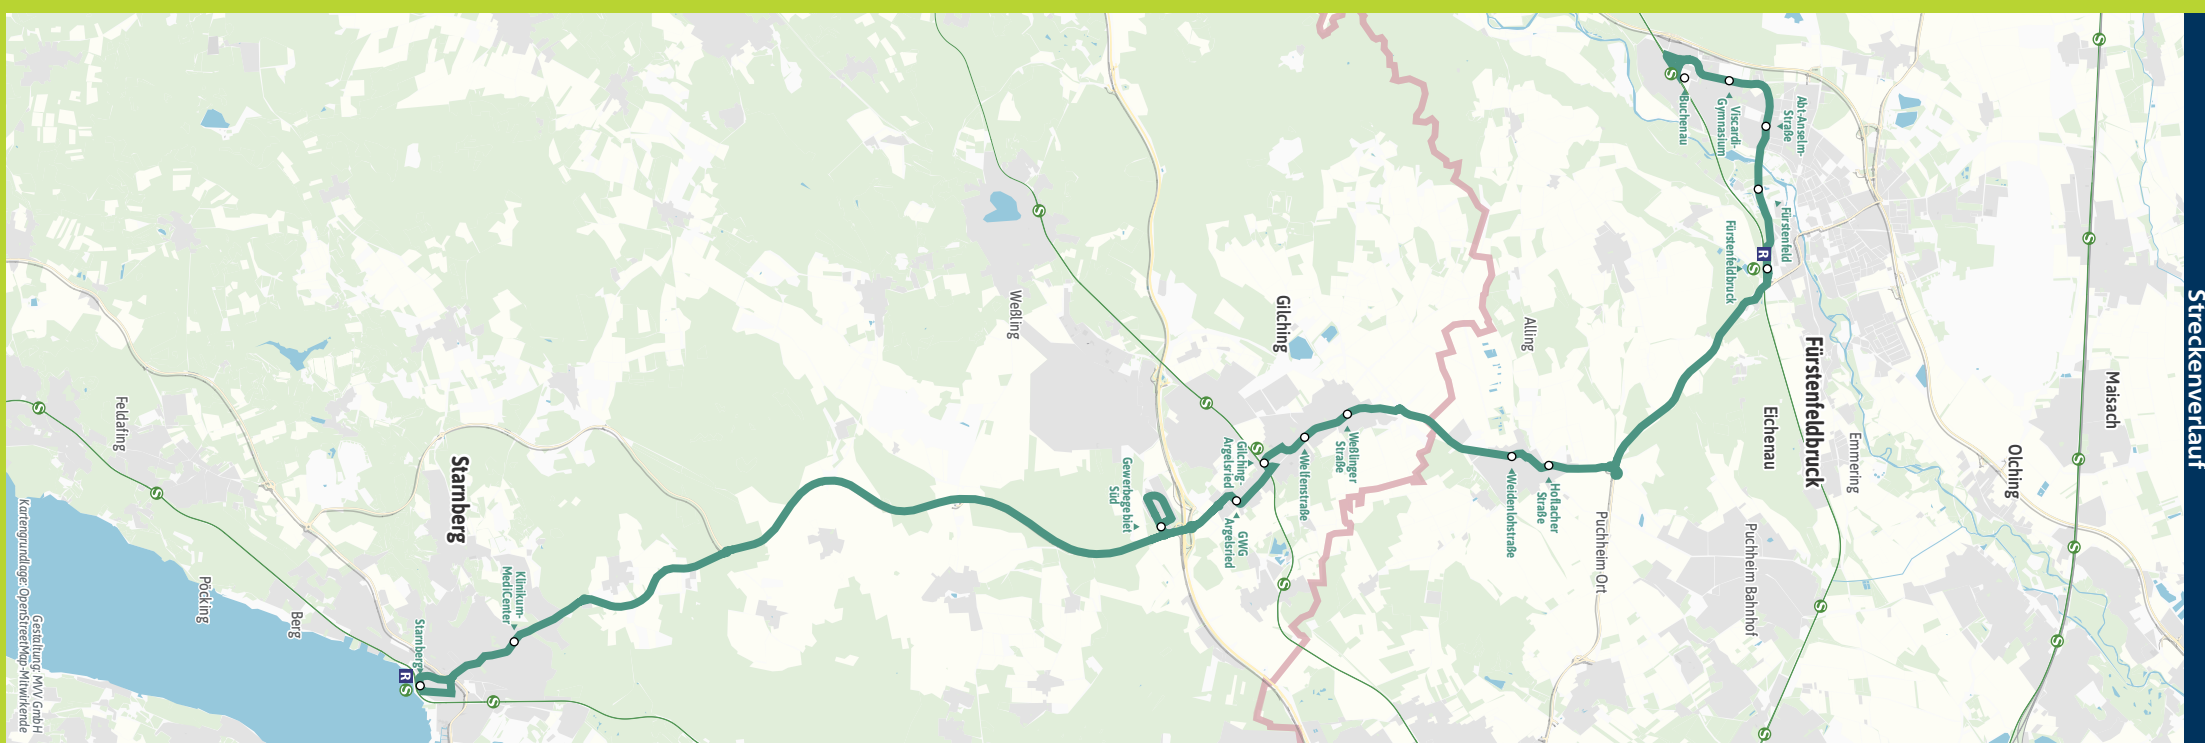 Streckenverlauf
Maisach
Olching
Emmering
Fürstenfeldbruck
Eichenau
Puchheim Bahnhof
Puchheim Ort
Alling
Gilching
Weßling
Starnberg
Feldafing
Pöcking
Berg
Buchenau
Viscardi-
Gymnasium
Abt-Anselm-
Straße
Fürstenfeld
R
S
Fürstenfeldbruck
Hoflacher
Straße
Weidenlohstraße
Weßlinger
Straße
Welfenstraße
Gilching-
Argelsried
GWG
Argelsried
Gewerbegebiet
Süd
Klinikum-
MediCenter
Starnberg
R
S
Gestaltung: MVV GmbH
Kartengrundlage: OpenStreetMap-Mitwirkende